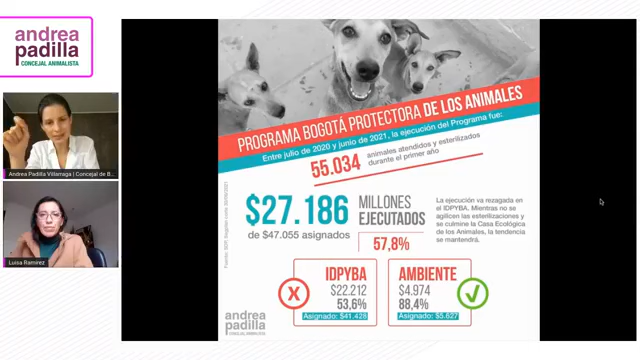 andrea
padilla
CONCEJAL ANIMALISTA
Andrea Padilla Villarraga | Concejal de B...
Luisa Ramirez
PROGRAMA BOGOTÁ PROTECTORA DE LOS ANIMALES
Entre julio de 2020 y junio de 2021, la ejecución del Programa fue:
55.034 animales atendidos y esterilizados
durante el primer año
$27.186 MILLONES
EJECUTADOS
de $47.055 asignados
57,8%
La ejecución va rezagada en
el IDPYBA. Mientras no se
agilicen las esterilizaciones y
se culmine la Casa Ecológica
de los Animales, la tendencia
se mantendrá.
X
IDPYBA
$22.212
53,6%
Asignado: $41.428
AMBIENTE
$4.974
88,4%
Asignado: $5.627
andrea
padilla